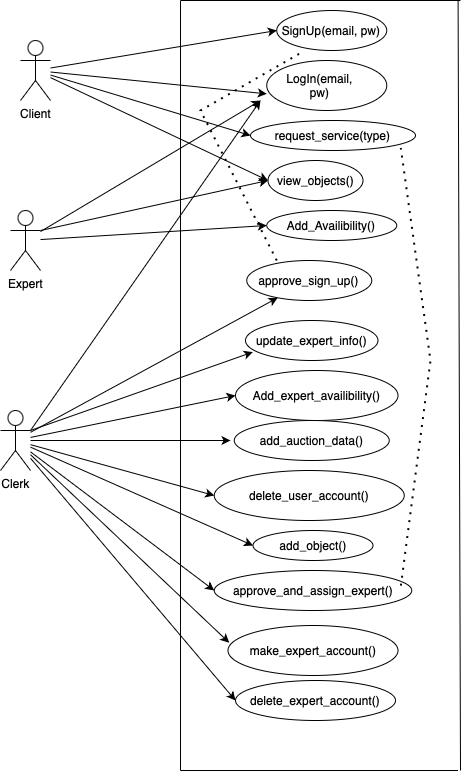 SignUp(email, pw)
LogIn(email,
pw)
Client
request_service(type)
view_objects()
Add_Availibility()
Expert
approve_sign_up()
update_expert_info()
Add_expert_availibility()
add_auction_data()
Clerk
delete_user_account()
add_object()
approve_and_assign_expert()
make_expert_account()
delete_expert_account()